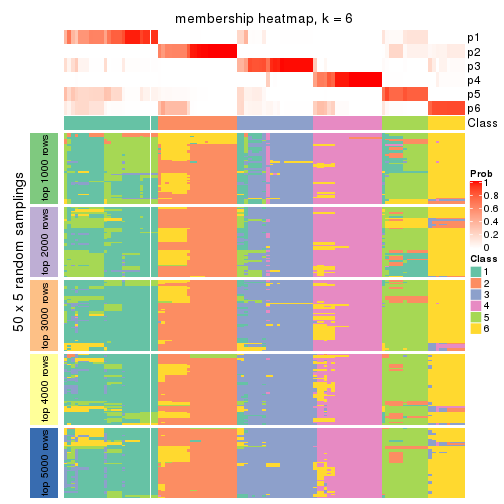 membership heatmap, k = 6
p1
p2
p3
p4
p5
p6
Class
50 x 5 random samplings
top 1000 rows
top 2000 rows
top 3000 rows
top 4000 rows
top 5000 rows
Prob
1
0.8
0.6
0.4
0.2
0
Class
1
2
3
4
5
6